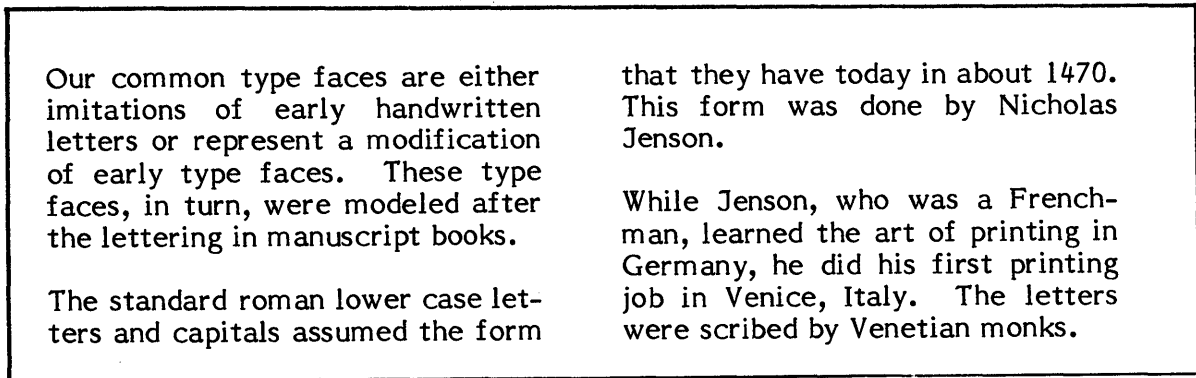 Our common type faces are either
imitations of early handwritten
letters or represent a modification
of early type faces. These type
faces, in turn, were modeled after
the lettering in manuscript books.

The standard roman lower case let-
ters and capitals assumed the form
that they have today in about 1470.
This form was done by Nicholas
Jenson.

While Jenson, who was a French-
man, learned the art of printing in
Germany, he did his first printing
job in Venice, Italy. The letters
were scribed by Venetian monks.